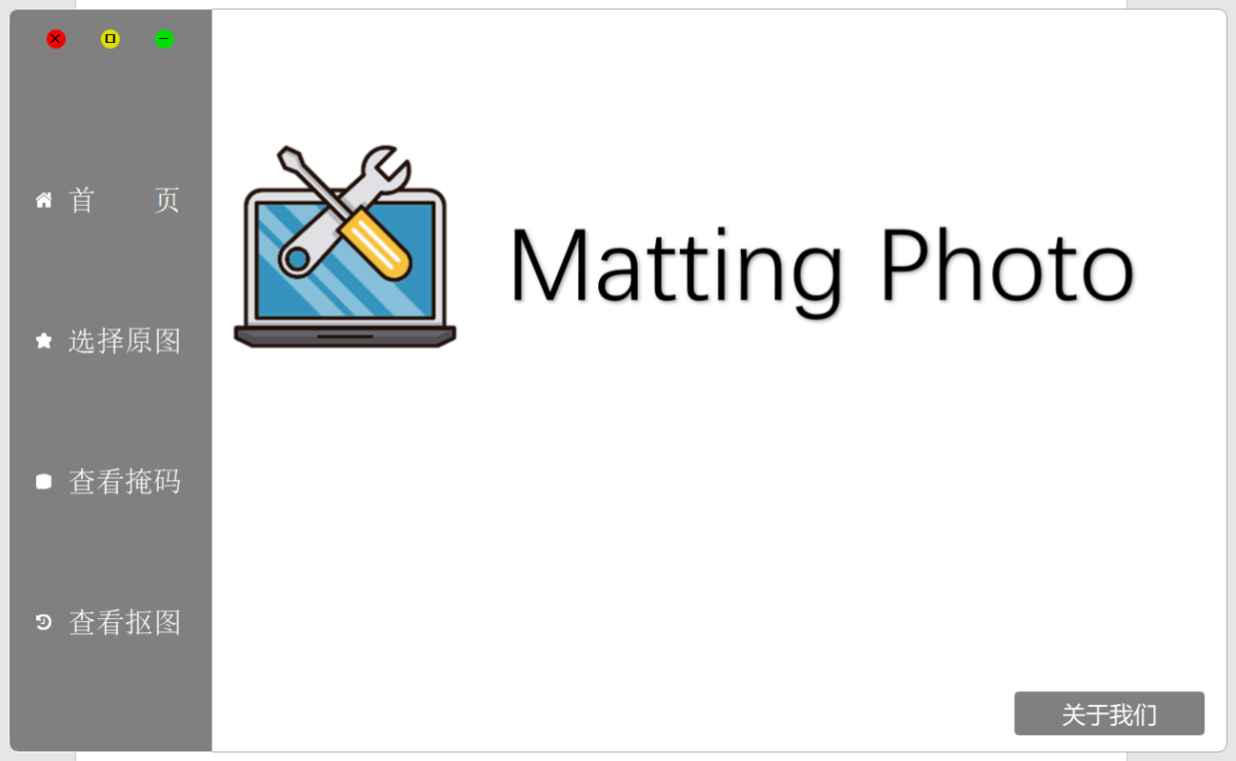 首 页
选择原图
查看掩码
查看抠图
Matting Photo
关于我们